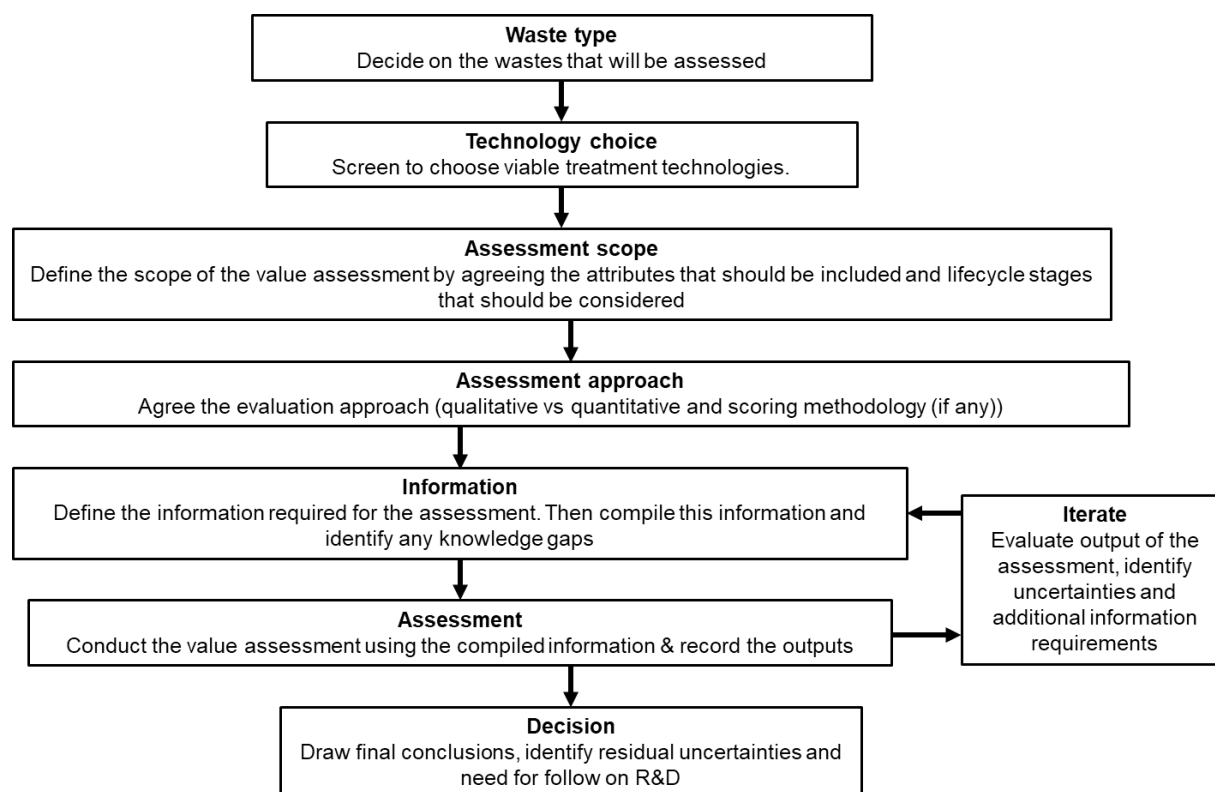 Waste type
Decide on the wastes that will be assessed
Technology choice
Screen to choose viable treatment technologies.
Assessment scope
Define the scope of the value assessment by agreeing the attributes that should be included and lifecycle stages
that should be considered
Assessment approach
Agree the evaluation approach (qualitative vs quantitative and scoring methodology (if any))
Information
Define the information required for the assessment. Then compile this information and
identify any knowledge gaps
Iterate
Evaluate output of the
assessment, identify
uncertainties and
additional information
requirements
Assessment
Conduct the value assessment using the compiled information & record the outputs
Decision
Draw final conclusions, identify residual uncertainties and
need for follow on R&D